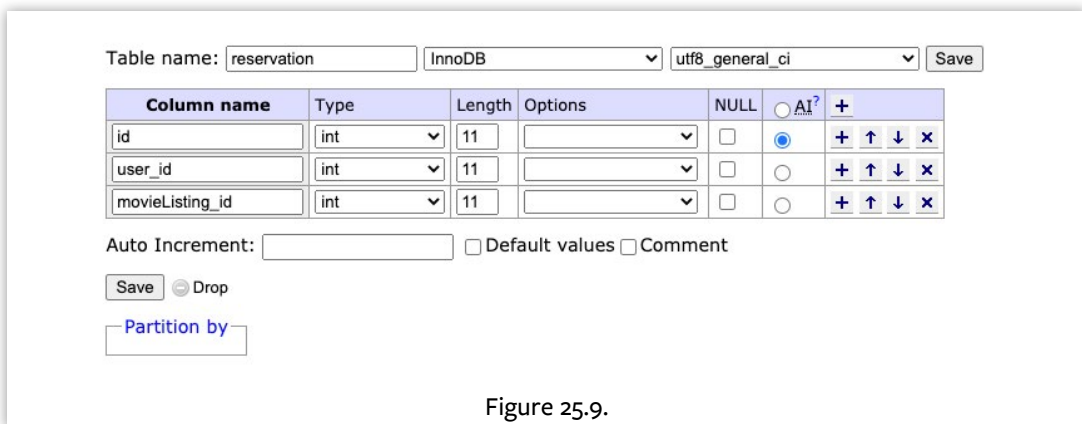 Table name: reservation InnoDB utf8_general_ci Save
Column name Type Length Options NULL AI? +
id int 11 + ↑ ↓ ×
user_id int 11 + ↑ ↓ ×
movieListing_id int 11 + ↑ ↓ ×
Auto Increment: Default values Comment
Save Drop
Partition by
Figure 25.9.